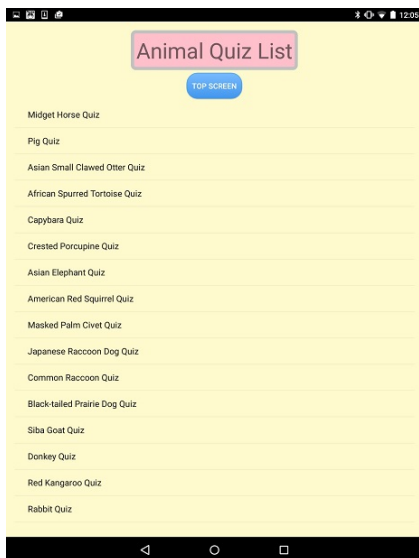 12:05
Animal Quiz List
TOP SCREEN
Midget Horse Quiz
Pig Quiz
Asian Small Clawed Otter Quiz
African Spurred Tortoise Quiz
Capybara Quiz
Crested Porcupine Quiz
Asian Elephant Quiz
American Red Squirrel Quiz
Masked Palm Civet Quiz
Japanese Raccoon Dog Quiz
Common Raccoon Quiz
Black-tailed Prairie Dog Quiz
Siba Goat Quiz
Donkey Quiz
Red Kangaroo Quiz
Rabbit Quiz